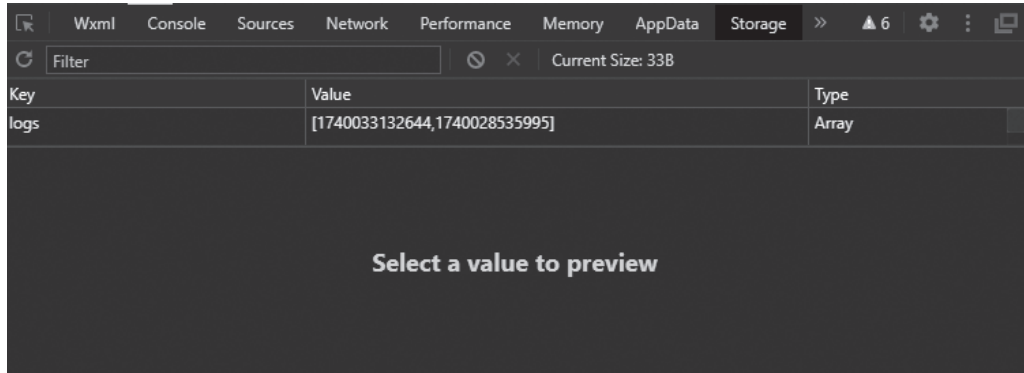 Wxml Console Sources Network Performance Memory AppData Storage » 6
Filter Current Size: 33B
Key Value Type
logs [1740033132644,1740028535995] Array
Select a value to preview